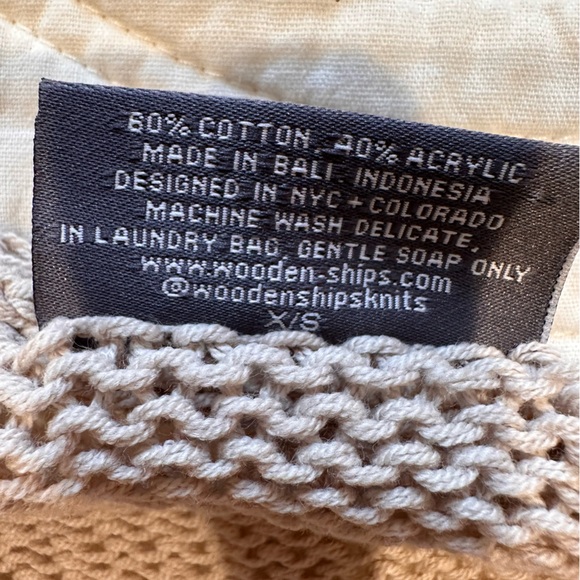 60% COTTON, 40% ACRYLIC
MADE IN BALI, INDONESIA
DESIGNED IN NYC + COLORADO
MACHINE WASH DELICATE,
IN LAUNDRY BAG, GENTLE SOAP ONLY
www.wooden-ships.com
@woodenshipsknits
X/S